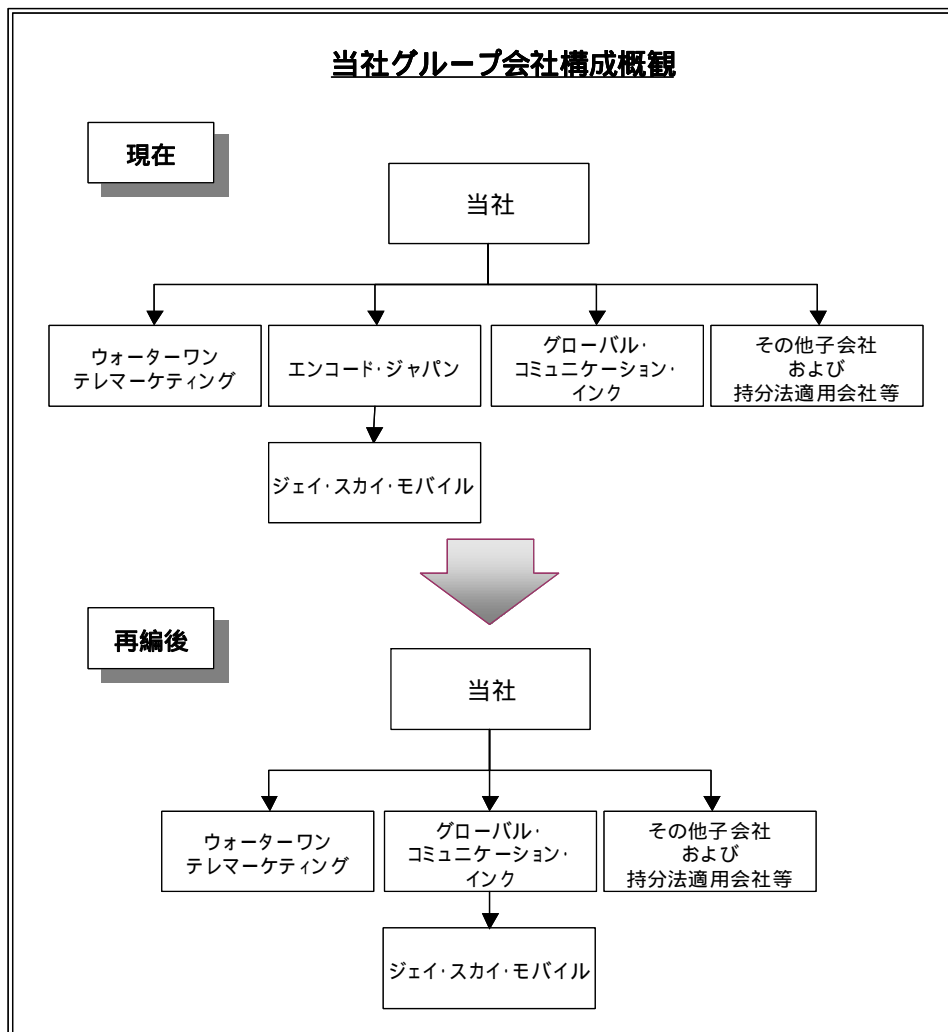 当社グループ会社構成概観
現在
当社
ウォーターワン
テレマーケティング
エンコード・ジャパン
グローバル・
コミュニケーション・
インク
その他子会社
および
持分法適用会社等
ジェイ・スカイ・モバイル
再編後
当社
ウォーターワン
テレマーケティング
グローバル・
コミュニケーション・
インク
その他子会社
および
持分法適用会社等
ジェイ・スカイ・モバイル